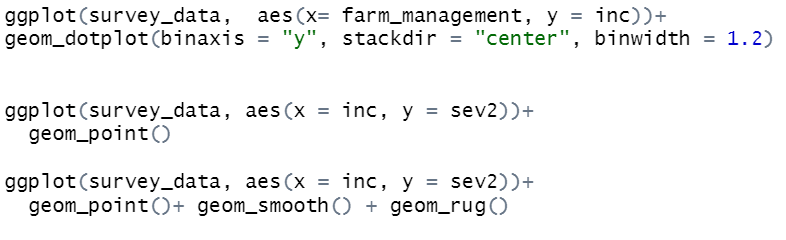 ggplot(survey_data,  aes(x= farm_management, y = inc))+
geom_dotplot(binaxis = "y", stackdir = "center", binwidth = 1.2)
ggplot(survey_data, aes(x = inc, y = sev2))+
  geom_point()
ggplot(survey_data, aes(x = inc, y = sev2))+
  geom_point()+ geom_smooth() + geom_rug()